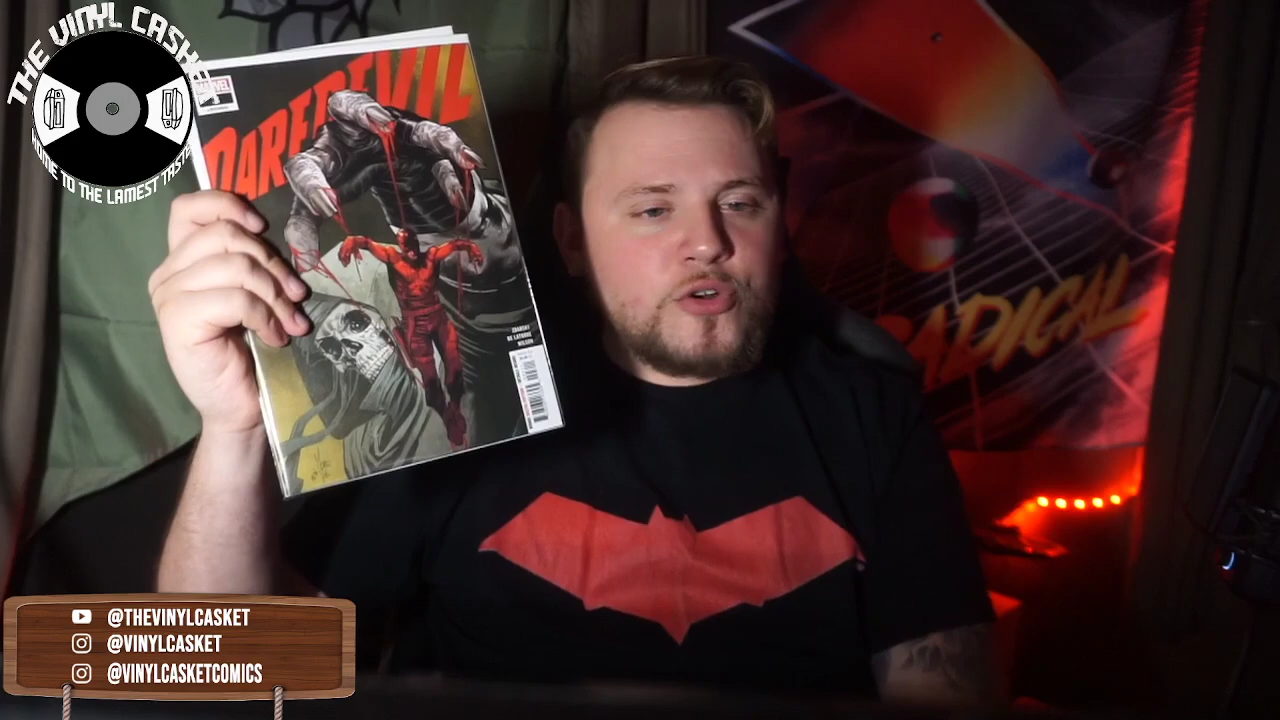 THE VINYL CASKET
HOME TO THE LAMEST TASTE
MARVEL
DAREDEVIL
ZDARSKY
DE LATORRE
WILSON
RADICAL
@THEVINYLCASKET
@VINYLCASKET
@VINYLCASKETCOMICS